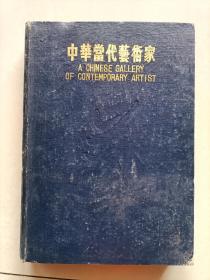 中華當代藝術家
A CHINESE GALLERY
OF CONTEMPORARY ARTIST